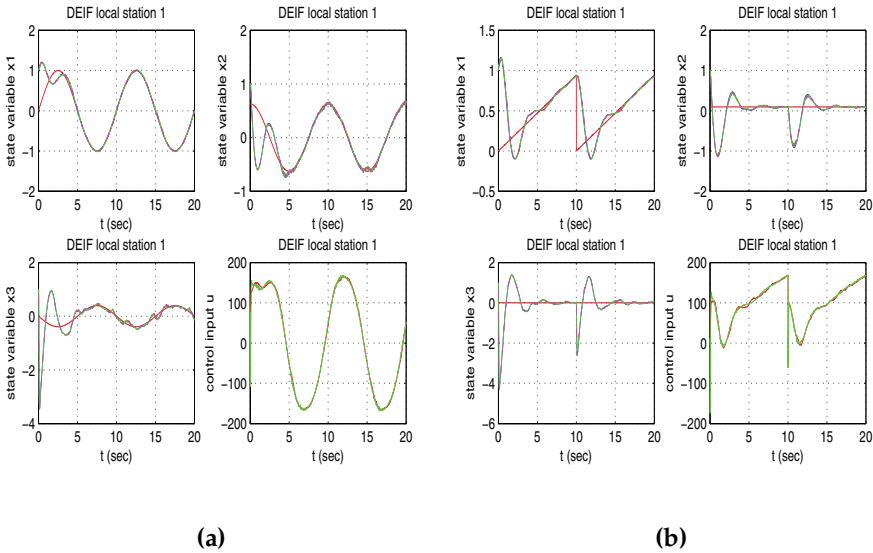 DEIF local station 1
state variable x1
2
1
0
−1
−2
0 5 10 15 20
t (sec)
DEIF local station 1
state variable x2
2
1
0
−1
0 5 10 15 20
t (sec)
DEIF local station 1
state variable x3
2
0
−2
−4
0 5 10 15 20
t (sec)
DEIF local station 1
control input u
200
100
0
−100
−200
0 5 10 15 20
t (sec)
(a)
DEIF local station 1
state variable x1
1.5
1
0.5
0
−0.5
0 5 10 15 20
t (sec)
DEIF local station 1
state variable x2
2
1
0
−1
−2
0 5 10 15 20
t (sec)
DEIF local station 1
state variable x3
2
0
−2
−4
−6
0 5 10 15 20
t (sec)
DEIF local station 1
control input u
200
100
0
−100
−200
0 5 10 15 20
t (sec)
(b)